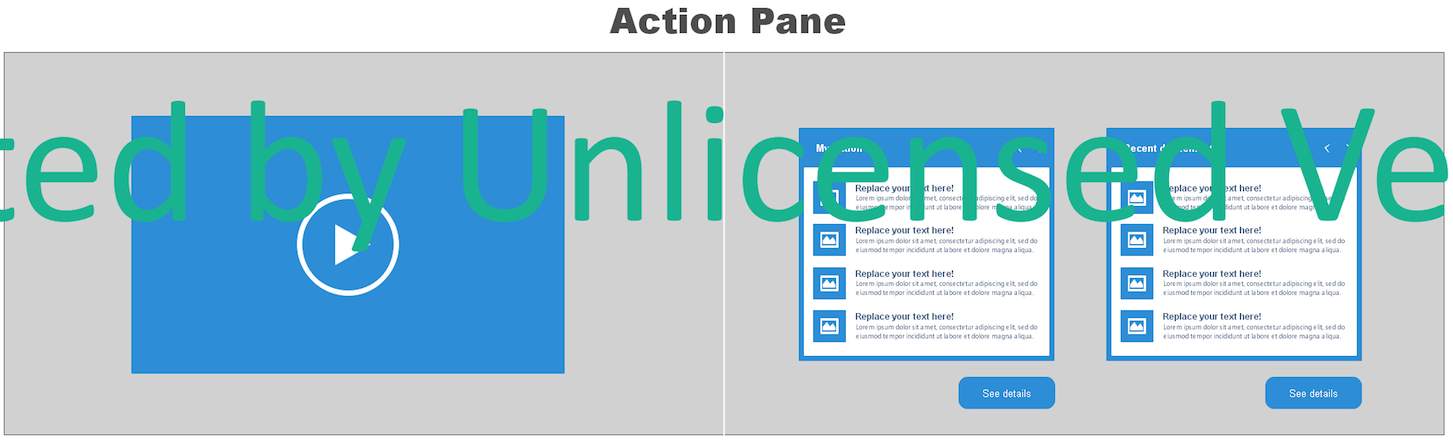 Action Pane
ted by Unlicensed Ve
Replace your text here!
Lorem ipsum dolor sit amet, consectetur adipiscing elit, sed do
eiusmod tempor incididunt ut labore et dolore magna aliqua.
Replace your text here!
Lorem ipsum dolor sit amet, consectetur adipiscing elit, sed do
eiusmod tempor incididunt ut labore et dolore magna aliqua.
Replace your text here!
Lorem ipsum dolor sit amet, consectetur adipiscing elit, sed do
eiusmod tempor incididunt ut labore et dolore magna aliqua.
Replace your text here!
Lorem ipsum dolor sit amet, consectetur adipiscing elit, sed do
eiusmod tempor incididunt ut labore et dolore magna aliqua.
See details
Recent
Replace your text here!
Lorem ipsum dolor sit amet, consectetur adipiscing elit, sed do
eiusmod tempor incididunt ut labore et dolore magna aliqua.
Replace your text here!
Lorem ipsum dolor sit amet, consectetur adipiscing elit, sed do
eiusmod tempor incididunt ut labore et dolore magna aliqua.
Replace your text here!
Lorem ipsum dolor sit amet, consectetur adipiscing elit, sed do
eiusmod tempor incididunt ut labore et dolore magna aliqua.
Replace your text here!
Lorem ipsum dolor sit amet, consectetur adipiscing elit, sed do
eiusmod tempor incididunt ut labore et dolore magna aliqua.
See details